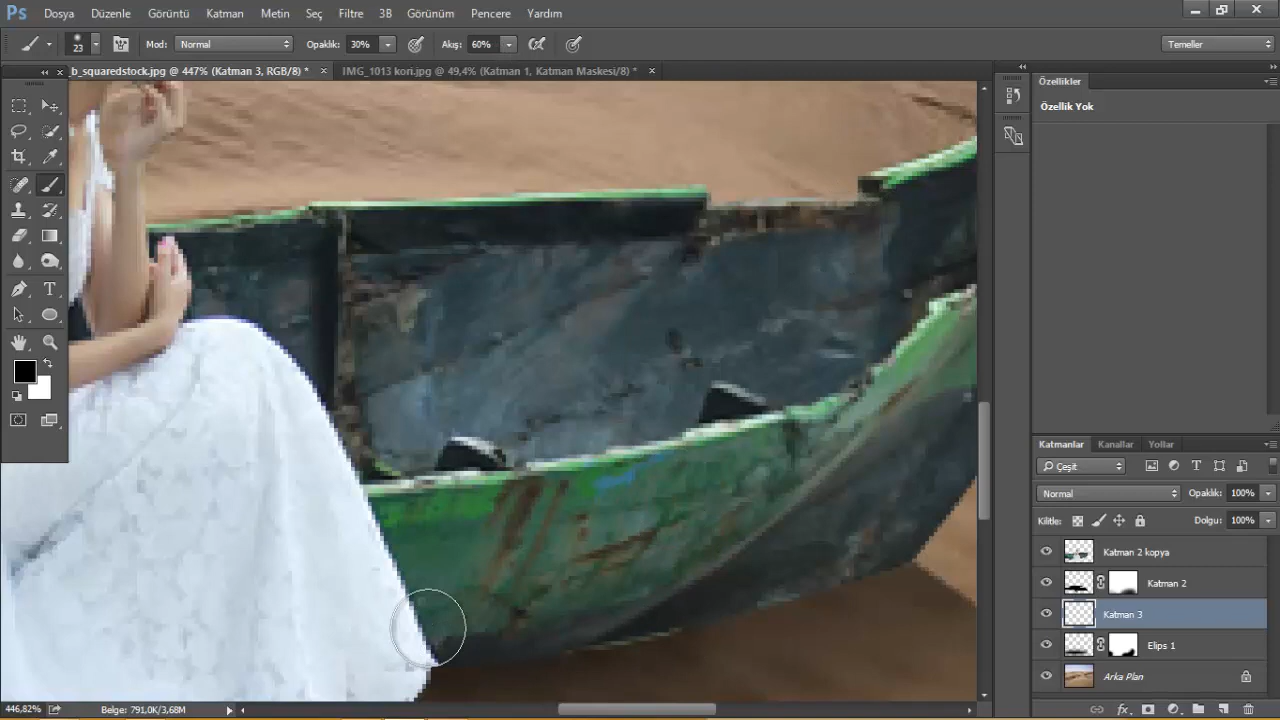 Ps Dosya Düzenle Görüntü Katman Metin Seç Filtre 3B Görünüm Pencere Yardım
23 Mod: Normal Opaklık: 30% Akış: 60% Temeller
b_squaredstock.jpg @ 447% (Katman 3, RGB/8) * × IMG_1013 kori.jpg @ 49,4% (Katman 1, Katman Maskesi/8) * ×
Özellikler
Özellik Yok
Katmanlar Kanallar Yollar
Çeşit
Normal Opaklık: 100%
Kilitle: Dolgu: 100%
Katman 2 kopya
Katman 2
Katman 3
Elips 1
Arka Plan
446,82% Belge: 791,0K/3,68M